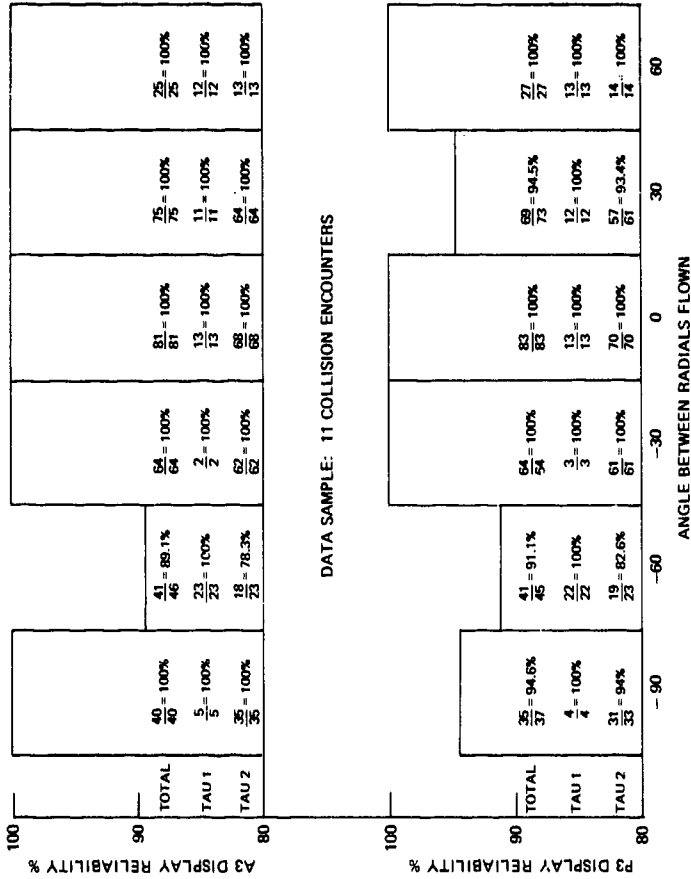 A3 DISPLAY RELIABILITY %
100
90
80
TOTAL 40/40 = 100% 41/46 = 89.1% 64/64 = 100% 81/81 = 100% 75/75 = 100% 25/25 = 100%
TAU 1 5/5 = 100% 23/23 = 100% 2/2 = 100% 13/13 = 100% 11/11 = 100% 12/12 = 100%
TAU 2 35/35 = 100% 18/23 = 78.3% 62/62 = 100% 68/68 = 100% 64/64 = 100% 13/13 = 100%
DATA SAMPLE: 11 COLLISION ENCOUNTERS
P3 DISPLAY RELIABILITY %
100
90
80
TOTAL 35/37 = 94.6% 41/45 = 91.1% 64/54 = 100% 83/83 = 100% 69/73 = 94.5% 27/27 = 100%
TAU 1 4/4 = 100% 22/22 = 100% 3/3 = 100% 13/13 = 100% 12/12 = 100% 13/13 = 100%
TAU 2 31/33 = 94% 19/23 = 82.6% 61/61 = 100% 70/70 = 100% 57/61 = 93.4% 14/14 = 100%
-90 -60 -30 0 30 60
ANGLE BETWEEN RADIALS FLOWN